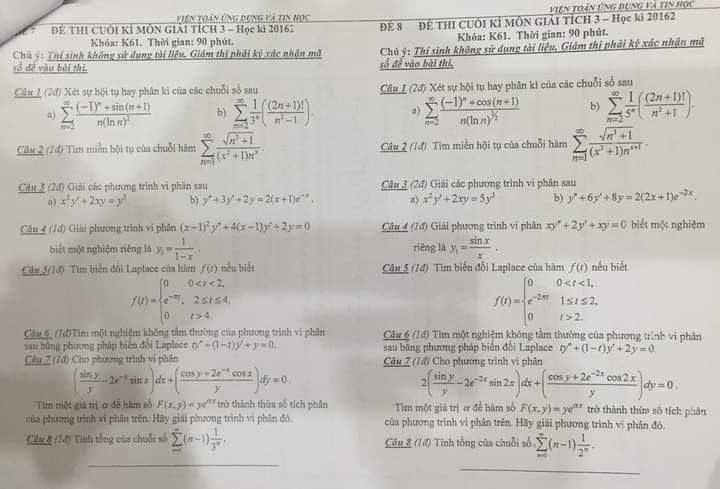 VIỆN TOÁN ỨNG DỤNG VÀ TIN HỌC
ĐỀ 7 ĐỀ THI CUỐI KÌ MÔN GIẢI TÍCH 3 – Học kì 20162
Khóa: K61. Thời gian: 90 phút.
Chú ý: Thí sinh không sử dụng tài liệu. Giám thị phải ký xác nhận mã
số đề vào bài thi.
Câu 1 (2đ) Xét sự hội tụ hay phân kì của các chuỗi số sau
a) \sum_{n=2}^{\infty} \frac{(-1)^n + \sin(n+1)}{n(\ln n)^2} b) \sum_{n=2}^{\infty} \frac{1}{3^n} \left( \frac{(2n+1)!}{n^2-1} \right).
Câu 2 (1đ) Tìm miền hội tụ của chuỗi hàm \sum_{n=1}^{\infty} \frac{\sqrt{n^3+1}}{(x^2+1)n^x}.
Câu 3 (2đ) Giải các phương trình vi phân sau
a) x²y' + 2xy = y³ b) y'' + 3y' + 2y = 2(x+1)e^{-x}.
Câu 4 (1đ) Giải phương trình vi phân (x−1)² y'' + 4(x−1)y' + 2y = 0
biết một nghiệm riêng là y₁ = \frac{1}{1-x}.
Câu 5(1đ) Tìm biến đổi Laplace của hàm f(t) nếu biết
f(t) = \begin{cases} 0 & 0<t<2, \\ e^{-\pi t}, & 2≤t≤4, \\ 0 & t>4. \end{cases}
Câu 6 (1đ)Tìm một nghiệm không tầm thường của phương trình vi phân
sau bằng phương pháp biến đổi Laplace ty'' + (1−t)y' + y = 0.
Câu 7 (1đ) Cho phương trình vi phân
\left( \frac{\sin y}{y} − 2e^{-x} \sin x \right) dx + \left( \frac{\cos y + 2e^{-x} \cos x}{y} \right) dy = 0.
Tìm một giá trị α để hàm số F(x,y) = ye^{αx} trở thành thừa số tích phân
của phương trình vi phân trên. Hãy giải phương trình vi phân đó.
Câu 8 (1đ) Tính tổng của chuỗi số \sum_{n=1}^{\infty} (n−1)\frac{1}{3^n}.
VIỆN TOÁN ỨNG DỤNG VÀ TIN HỌC
ĐỀ 8 ĐỀ THI CUỐI KÌ MÔN GIẢI TÍCH 3 – Học kì 20162
Khóa: K61. Thời gian: 90 phút.
Chú ý: Thí sinh không sử dụng tài liệu. Giám thị phải ký xác nhận mã
số đề vào bài thi.
Câu 1 (2đ) Xét sự hội tụ hay phân kì của các chuỗi số sau
a) \sum_{n=2}^{\infty} \frac{(-1)^n + \cos(n+1)}{n(\ln n)^{3/2}} b) \sum_{n=2}^{\infty} \frac{1}{5^n} \left( \frac{(2n+1)!}{n^2+1} \right).
Câu 2 (1đ) Tìm miền hội tụ của chuỗi hàm \sum_{n=1}^{\infty} \frac{\sqrt{n^3+1}}{(x^2+1)n^{x+1}}.
Câu 3 (2đ) Giải các phương trình vi phân sau
a) x²y' + 2xy = 5y³ b) y'' + 6y' + 8y = 2(2x+1)e^{-2x}.
Câu 4 (1đ) Giải phương trình vi phân xy'' + 2y' + xy = 0 biết một nghiệm
riêng là y₁ = \frac{\sin x}{x}.
Câu 5 (1đ) Tìm biến đổi Laplace của hàm f(t) nếu biết
f(t) = \begin{cases} 0 & 0<t<1, \\ e^{-2\pi t} & 1≤t≤2, \\ 0 & t>2. \end{cases}
Câu 6 (1đ) Tìm một nghiệm không tầm thường của phương trình vi phân
sau bằng phương pháp biến đổi Laplace ty'' + (1−t)y' + 2y = 0.
Câu 7 (1đ) Cho phương trình vi phân
2\left( \frac{\sin y}{y} − 2e^{-2x} \sin 2x \right) dx + \left( \frac{\cos y + 2e^{-2x} \cos 2x}{y} \right) dy = 0.
Tìm một giá trị α để hàm số F(x,y) = ye^{αx} trở thành thừa số tích phân
của phương trình vi phân trên. Hãy giải phương trình vi phân đó.
Câu 8 (1đ) Tính tổng của chuỗi số \sum_{n=1}^{\infty} (n−1)\frac{1}{2^n}.